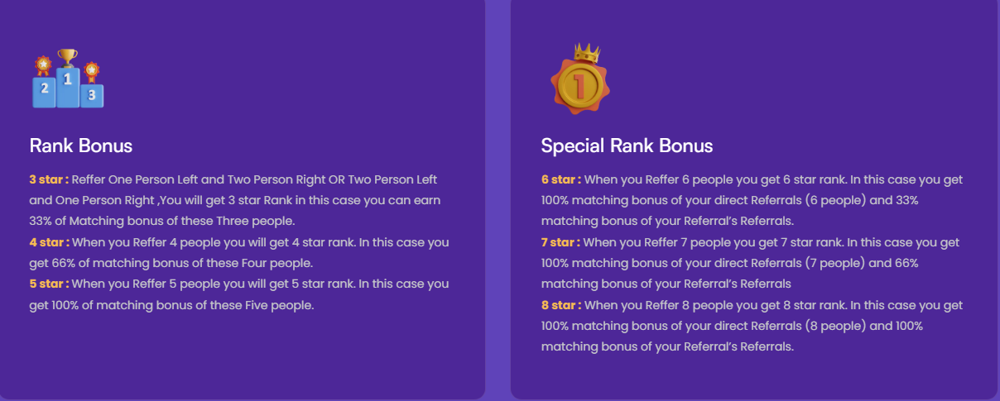 2
1
3
Rank Bonus
3 star : Reffer One Person Left and Two Person Right OR Two Person Left
and One Person Right ,You will get 3 star Rank in this case you can earn
33% of Matching bonus of these Three people.
4 star : When you Reffer 4 people you will get 4 star rank. In this case you
get 66% of matching bonus of these Four people.
5 star : When you Reffer 5 people you will get 5 star rank. In this case you
get 100% of matching bonus of these Five people.
1
Special Rank Bonus
6 star : When you Reffer 6 people you get 6 star rank. In this case you get
100% matching bonus of your direct Referrals (6 people) and 33%
matching bonus of your Referral's Referrals.
7 star : When you Reffer 7 people you get 7 star rank. In this case you get
100% matching bonus of your direct Referrals (7 people) and 66%
matching bonus of your Referral's Referrals
8 star : When you Reffer 8 people you get 8 star rank. In this case you get
100% matching bonus of your direct Referrals (8 people) and 100%
matching bonus of your Referral's Referrals.